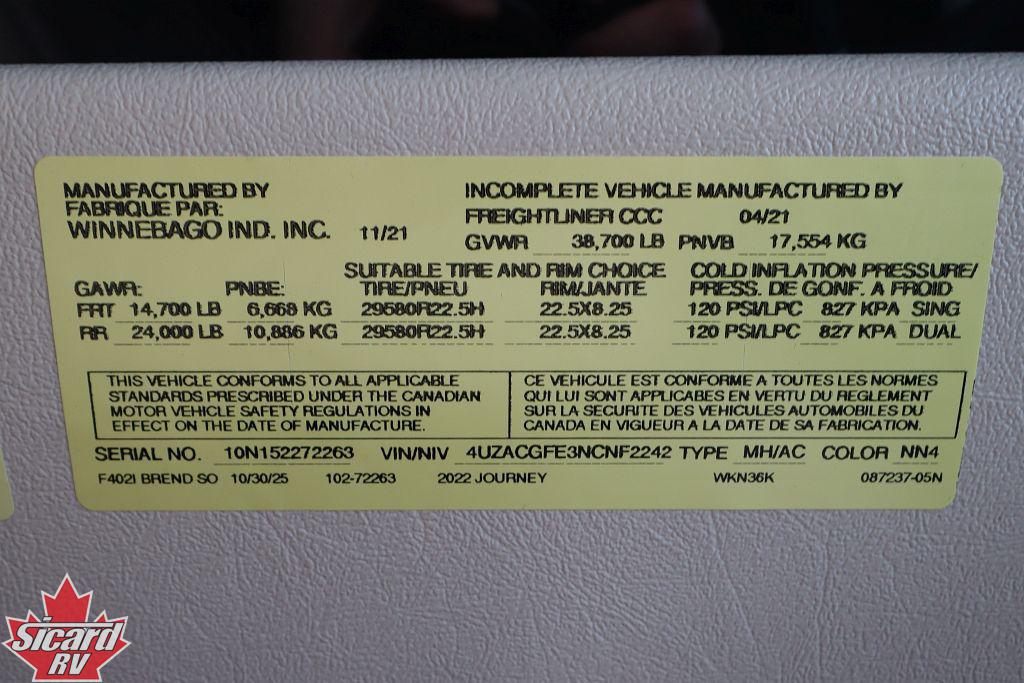 MANUFACTURED BY
FABRIQUE PAR:
WINNEBAGO IND. INC. 11/21
INCOMPLETE VEHICLE MANUFACTURED BY
FREIGHTLINER CCC 04/21
GVWR 38,700 LB PNVB 17,554 KG
SUITABLE TIRE AND RIM CHOICE COLD INFLATION PRESSURE/
GAWR: PNBE: TIRE/PNEU RIM/JANTE PRESS. DE GONF. A FROID
FRT 14,700 LB 6,668 KG 29580R22.5H 22.5X8.25 120 PSI/LPC 827 KPA SING
RR 24,000 LB 10,886 KG 29580R22.5H 22.5X8.25 120 PSI/LPC 827 KPA DUAL
THIS VEHICLE CONFORMS TO ALL APPLICABLE
STANDARDS PRESCRIBED UNDER THE CANADIAN
MOTOR VEHICLE SAFETY REGULATIONS IN
EFFECT ON THE DATE OF MANUFACTURE.
CE VEHICULE EST CONFORME A TOUTES LES NORMES
QUI LUI SONT APPLICABLES EN VERTU DU REGLEMENT
SUR LA SECURITE DES VEHICULES AUTOMOBILES DU
CANADA EN VIGUEUR A LA DATE DE SA FABRICATION.
SERIAL NO. 10N152272263 VIN/NIV 4UZACGFE3NCNF2242 TYPE MH/AC COLOR NN4
F402I BREND SO 10/30/25 102-72263 2022 JOURNEY WKN36K 087237-05N
Sicard
RV